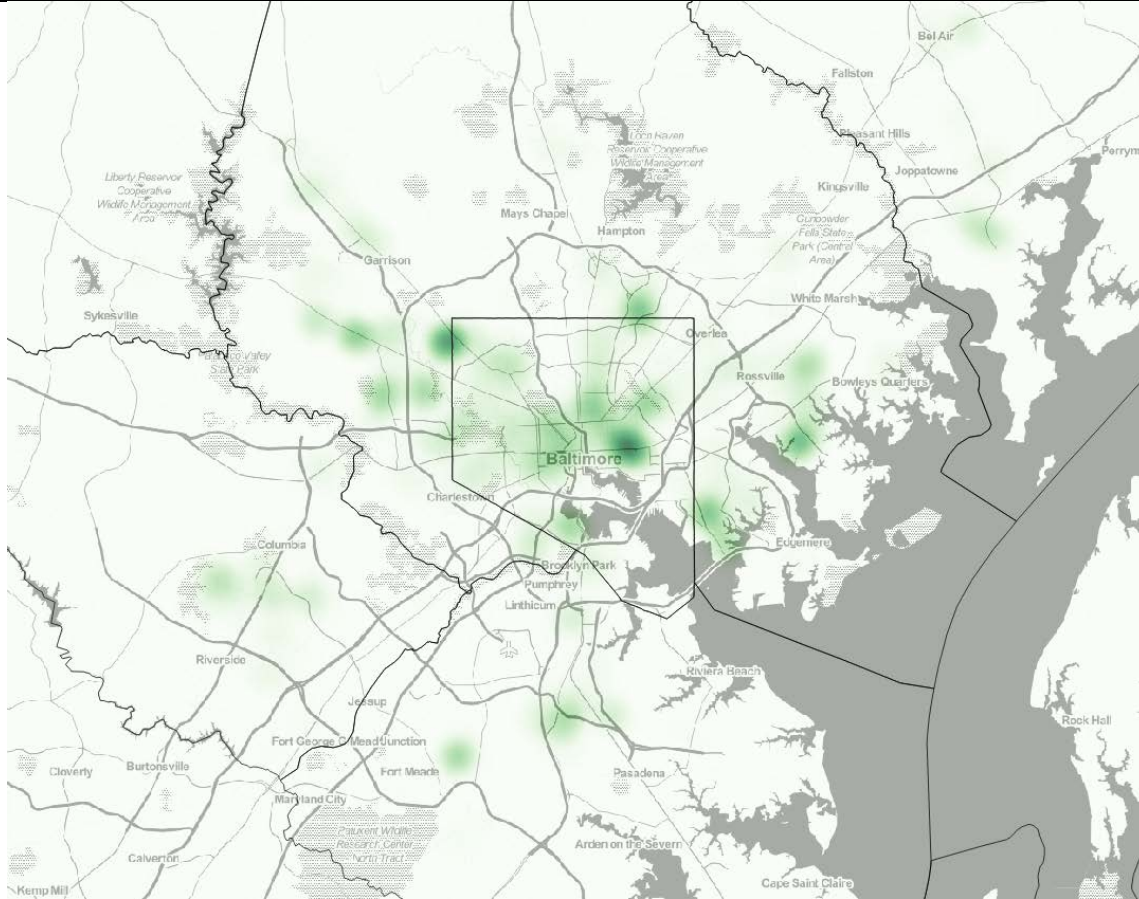 Bel Air
Fallston
Pleasant Hills
Perrym
Loch Raven
Reservoir Cooperative
Wildlife Management
Area
Joppatowne
Liberty Reservoir
Cooperative
Wildlife Management
Area
Kingsville
Mays Chapel
Gunpowder
Falls State
Park (Central
Area)
Hampton
Garrison
White Marsh
Sykesville
Overlea
Valley
State Park
Rossville
Bowleys Quarters
Baltimore
Charlestown
Edgemere
Columbia
Brooklyn Park
Pumphrey
Linthicum
Riverside
Riviera Beach
Jessup
Rock Hall
Fort George G Mead Junction
Cloverly
Burtonsville
Fort Meade
Pasadena
Maryland City
Patuxent Wildlife
Research Center
North Tract
Arden on the Severn
Calverton
Cape Saint Claire
Kemp Mill